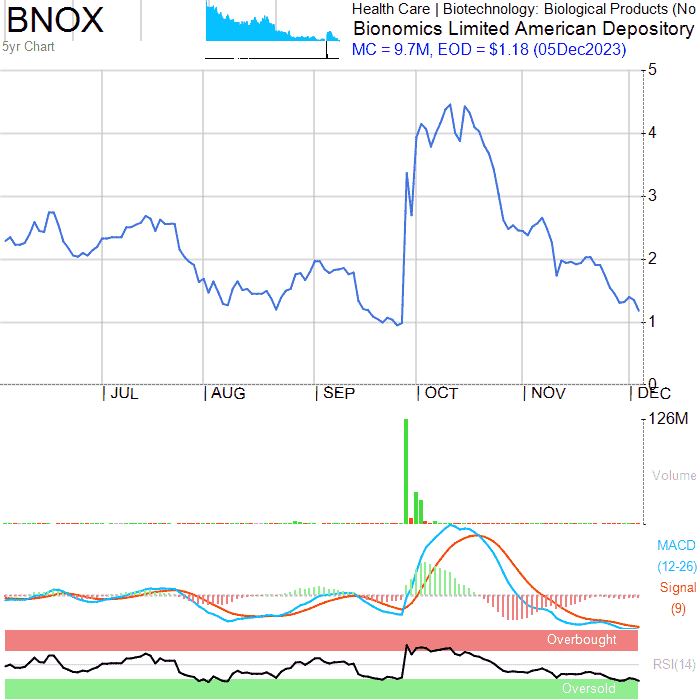 BNOX
5yr Chart
Health Care | Biotechnology: Biological Products (No
Bionomics Limited American Depository
MC = 9.7M, EOD = $1.18 (05Dec2023)
5
4
3
2
1
0
| JUL | AUG | SEP | OCT | NOV | DEC
126M
Volume
MACD
(12-26)
Signal
(9)
Overbought
RSI(14)
Oversold